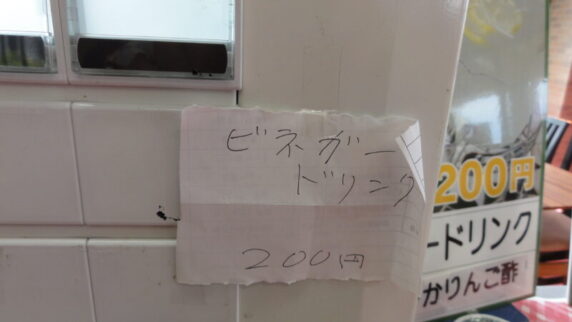 ビネガー
ドリンク
200円
200円
ードリンク
かりんご酢